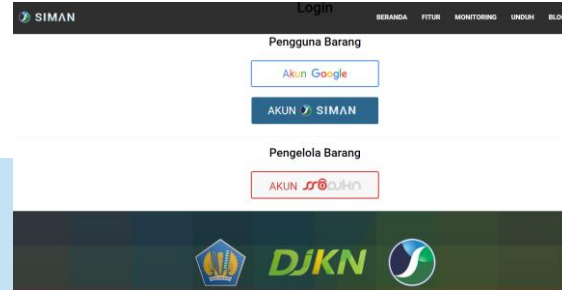 Login
SIMAN
BERANDA FITUR MONITORING UNDUH
Pengguna Barang
Akun Google
AKUN SIMAN
Pengelola Barang
AKUN
DJKN